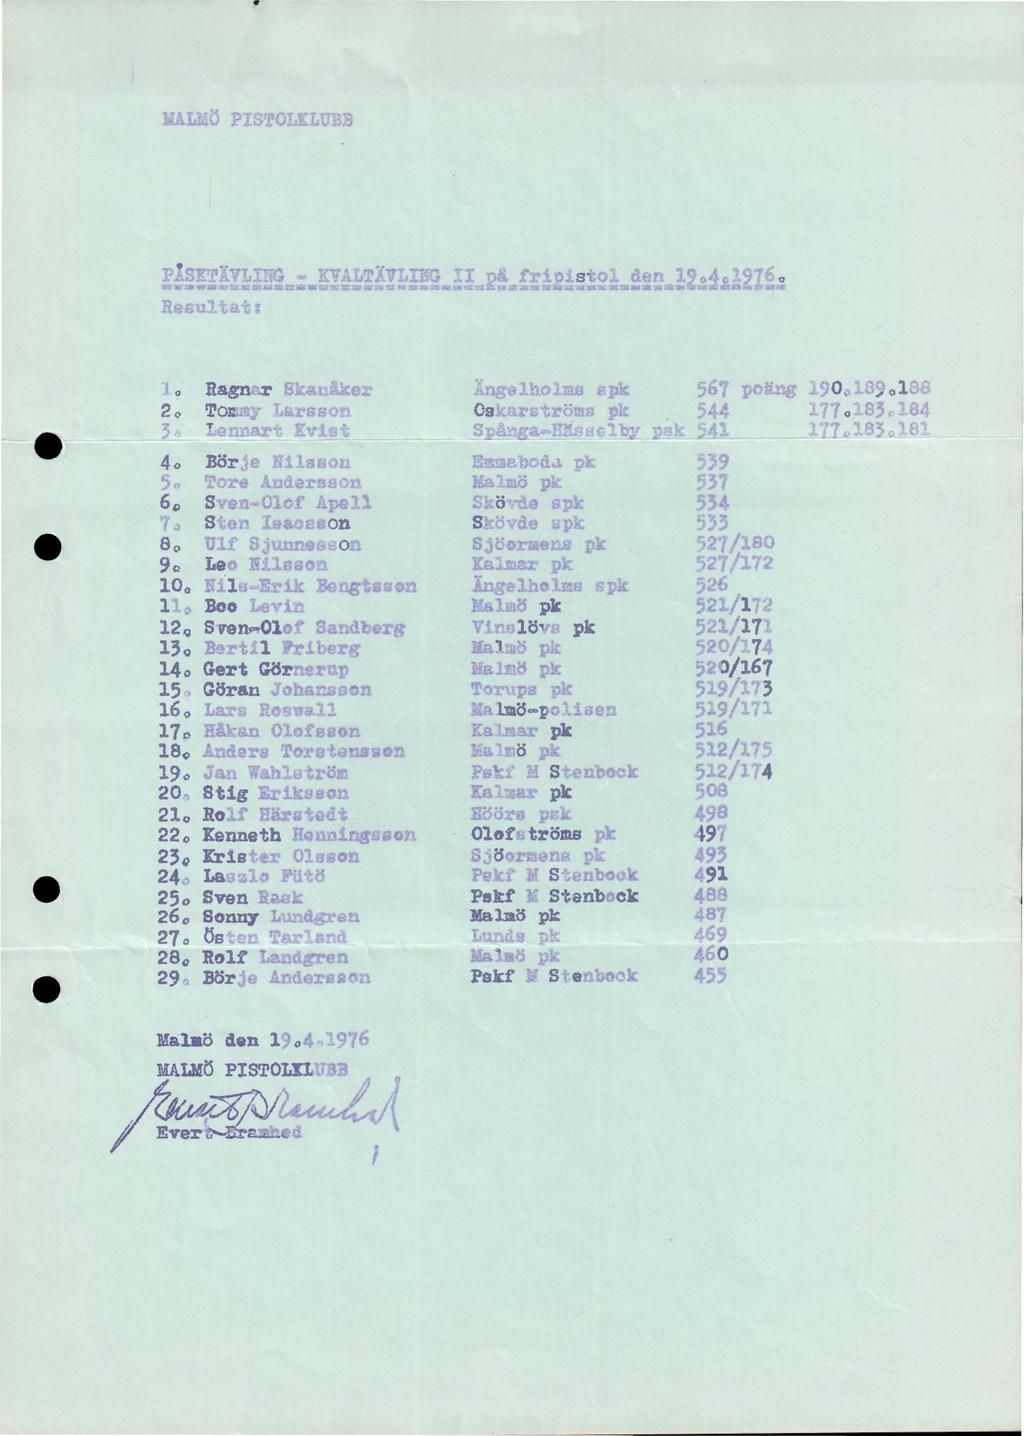 MALMÖ PISTOLKLUBB
PÅSKTÄVLING - KVALTÄVLING II på fripistol den 19.4.1976.
Resultat:
1. Ragnar Skanåker Ängelholms spk 567 poäng 190.189.188
2. Tommy Larsson Oskarströms pk 544 177.183.184
3. Lennart Kvist Spånga-Hässelby psk 541 177.183.181
4. Börje Nilsson Emmaboda pk 539
5. Tore Andersson Malmö pk 537
6. Sven-Olof Apell Skövde spk 534
7. Sten Isacsson Skövde spk 533
8. Ulf Sjunnesson Sjöormens pk 527/180
9. Leo Nilsson Kalmar pk 527/172
10. Nils-Erik Bengtsson Ängelholms spk 526
11. Boo Levin Malmö pk 521/172
12. Sven-Olof Sandberg Vinslövs pk 521/171
13. Bertil Friberg Malmö pk 520/174
14. Gert Görnerup Malmö pk 520/167
15. Göran Johansson Torups pk 519/173
16. Lars Roswall Malmö-polisen 519/171
17. Håkan Olofsson Kalmar pk 516
18. Anders Torstensson Malmö pk 512/175
19. Jan Wahlström Pskf M Stenbock 512/174
20. Stig Eriksson Kalmar pk 508
21. Rolf Härstedt Höörs psk 498
22. Kenneth Henningsson Olofströms pk 497
23. Krister Olsson Sjöormens pk 493
24. Laszlo Fütö Pskf M Stenbock 491
25. Sven Rask Pskf M Stenbock 488
26. Sonny Lundgren Malmö pk 487
27. Östen Tarland Lunds pk 469
28. Rolf Landgren Malmö pk 460
29. Börje Andersson Pskf M Stenbock 455
Malmö den 19.4.1976
MALMÖ PISTOLKLUBB
Evert Bramhed
Evert Bramhed